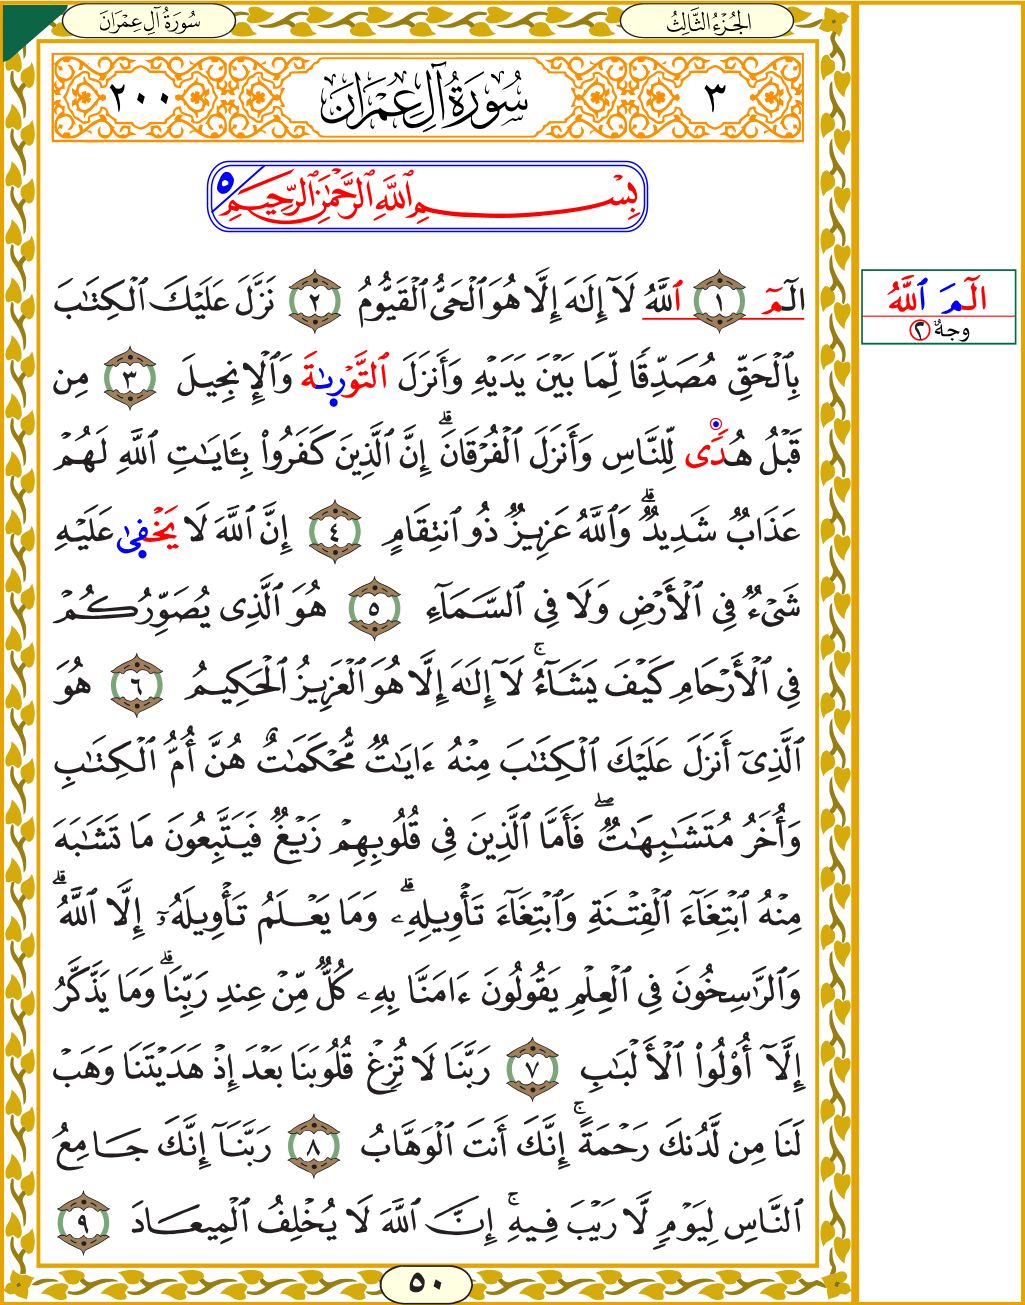 الجُزْءُ الثَّالِثُ
سُورَةُ آلِ عِمْرَانَ
٣ سُورَةُ آلِ عِمْرَانَ ٢٠٠
بِسْمِ ٱللَّهِ ٱلرَّحْمَٰنِ ٱلرَّحِيمِ ٥
الٓمٓ ١ ٱللَّهُ لَآ إِلَٰهَ إِلَّا هُوَ ٱلْحَىُّ ٱلْقَيُّومُ ٢ نَزَّلَ عَلَيْكَ ٱلْكِتَٰبَ
بِٱلْحَقِّ مُصَدِّقًا لِّمَا بَيْنَ يَدَيْهِ وَأَنزَلَ ٱلتَّوْرىٰةَ وَٱلْإِنجِيلَ ٣ مِن
قَبْلُ هُدًى لِّلنَّاسِ وَأَنزَلَ ٱلْفُرْقَانَۗ إِنَّ ٱلَّذِينَ كَفَرُوا۟ بِـَٔايَٰتِ ٱللَّهِ لَهُمْ
عَذَابٌ شَدِيدٌۗ وَٱللَّهُ عَزِيزٌ ذُو ٱنتِقَامٍ ٤ إِنَّ ٱللَّهَ لَا يَخْفِىٰ عَلَيْهِ
شَىْءٌ فِى ٱلْأَرْضِ وَلَا فِى ٱلسَّمَآءِ ٥ هُوَ ٱلَّذِى يُصَوِّرُكُمْ
فِى ٱلْأَرْحَامِ كَيْفَ يَشَآءُۚ لَآ إِلَٰهَ إِلَّا هُوَ ٱلْعَزِيزُ ٱلْحَكِيمُ ٦ هُوَ
ٱلَّذِىٓ أَنزَلَ عَلَيْكَ ٱلْكِتَٰبَ مِنْهُ ءَايَٰتٌ مُّحْكَمَٰتٌ هُنَّ أُمُّ ٱلْكِتَٰبِ
وَأُخَرُ مُتَشَٰبِهَٰتٌۖ فَأَمَّا ٱلَّذِينَ فِى قُلُوبِهِمْ زَيْغٌ فَيَتَّبِعُونَ مَا تَشَٰبَهَ
مِنْهُ ٱبْتِغَآءَ ٱلْفِتْنَةِ وَٱبْتِغَآءَ تَأْوِيلِهِۦۗ وَمَا يَعْلَمُ تَأْوِيلَهُۥٓ إِلَّا ٱللَّهُۗ
وَٱلرَّٰسِخُونَ فِى ٱلْعِلْمِ يَقُولُونَ ءَامَنَّا بِهِۦ كُلٌّ مِّنْ عِندِ رَبِّنَاۗ وَمَا يَذَّكَّرُ
إِلَّآ أُو۟لُوا۟ ٱلْأَلْبَٰبِ ٧ رَبَّنَا لَا تُزِغْ قُلُوبَنَا بَعْدَ إِذْ هَدَيْتَنَا وَهَبْ
لَنَا مِن لَّدُنكَ رَحْمَةًۚ إِنَّكَ أَنتَ ٱلْوَهَّابُ ٨ رَبَّنَآ إِنَّكَ جَامِعُ
ٱلنَّاسِ لِيَوْمٍ لَّا رَيْبَ فِيهِۚ إِنَّ ٱللَّهَ لَا يُخْلِفُ ٱلْمِيعَادَ ٩
٥٠
الٓمَ ٱللَّهُ
وجهٌ ٢